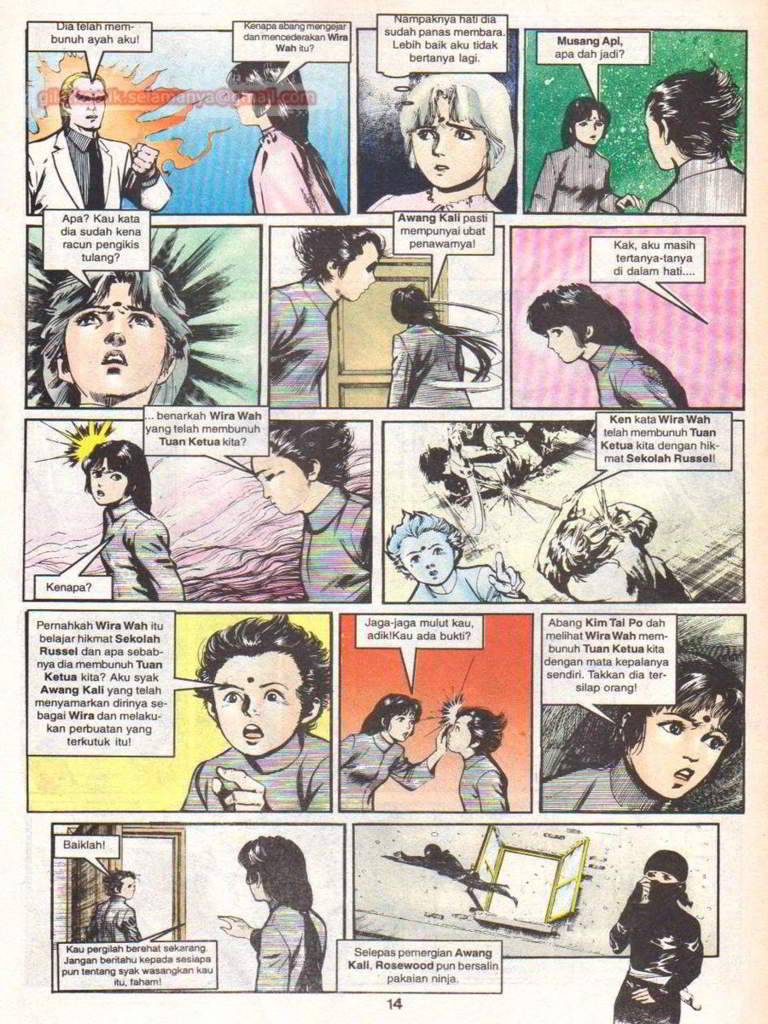 Dia telah mem-
bunuh ayah aku!
Kenapa abang mengejar
dan mencederakan Wira
Wah itu?
Nampaknya hati dia
sudah panas membara.
Lebih baik aku tidak
bertanya lagi.
Musang Api,
apa dah jadi?
Apa? Kau kata
dia sudah kena
racun pengikis
tulang?
Awang Kali pasti
mempunyai ubat
penawarnya!
Kak, aku masih
tertanya-tanya
di dalam hati....
... benarkah Wira Wah
yang telah membunuh
Tuan Ketua kita?
Kenapa?
Ken kata Wira Wah
telah membunuh Tuan
Ketua kita dengan hik-
mat Sekolah Russel!
Pernahkah Wira Wah itu
belajar hikmat Sekolah
Russel dan apa sebab-
nya dia membunuh Tuan
Ketua kita? Aku syak
Awang Kali yang telah
menyamarkan dirinya se-
bagai Wira dan melaku-
kan perbuatan yang
terkutuk itu!
Jaga-jaga mulut kau,
adik!Kau ada bukti?
Abang Kim Tai Po dah
melihat Wira Wah mem-
bunuh Tuan Ketua kita
dengan mata kepalanya
sendiri. Takkan dia ter-
silap orang!
Baiklah!
Kau pergilah berehat sekarang.
Jangan beritahu kepada sesiapa
pun tentang syak wasangkan kau
itu, faham!
Selepas pemergian Awang
Kali, Rosewood pun bersalin
pakaian ninja.
14